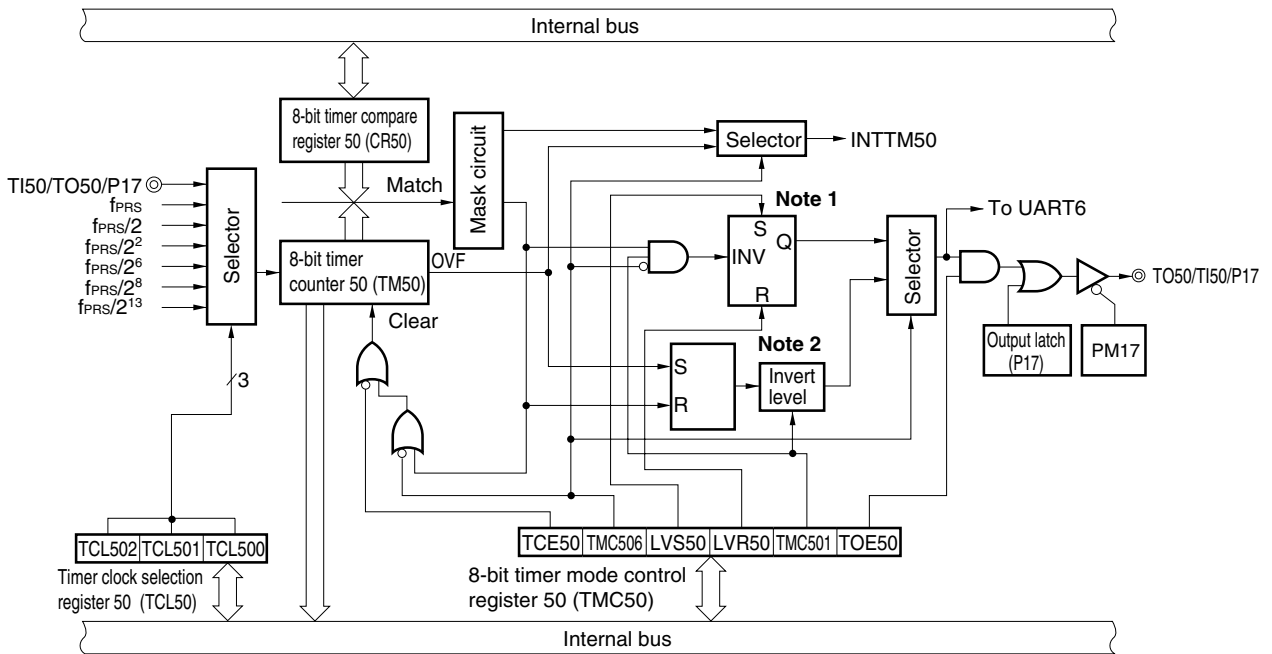 Internal bus
8-bit timer compare
register 50 (CR50)
Mask circuit
Selector
INTTM50
TI50/TO50/P17
fPRS
fPRS/2
fPRS/2²
fPRS/2⁶
fPRS/2⁸
fPRS/2¹³
Selector
Match
8-bit timer
counter 50 (TM50)
OVF
Clear
Note 1
S
INV
Q
R
Selector
To UART6
TO50/TI50/P17
Output latch
(P17)
PM17
Note 2
S
R
Invert
level
3
TCL502 TCL501 TCL500
Timer clock selection
register 50 (TCL50)
TCE50 TMC506 LVS50 LVR50 TMC501 TOE50
8-bit timer mode control
register 50 (TMC50)
Internal bus